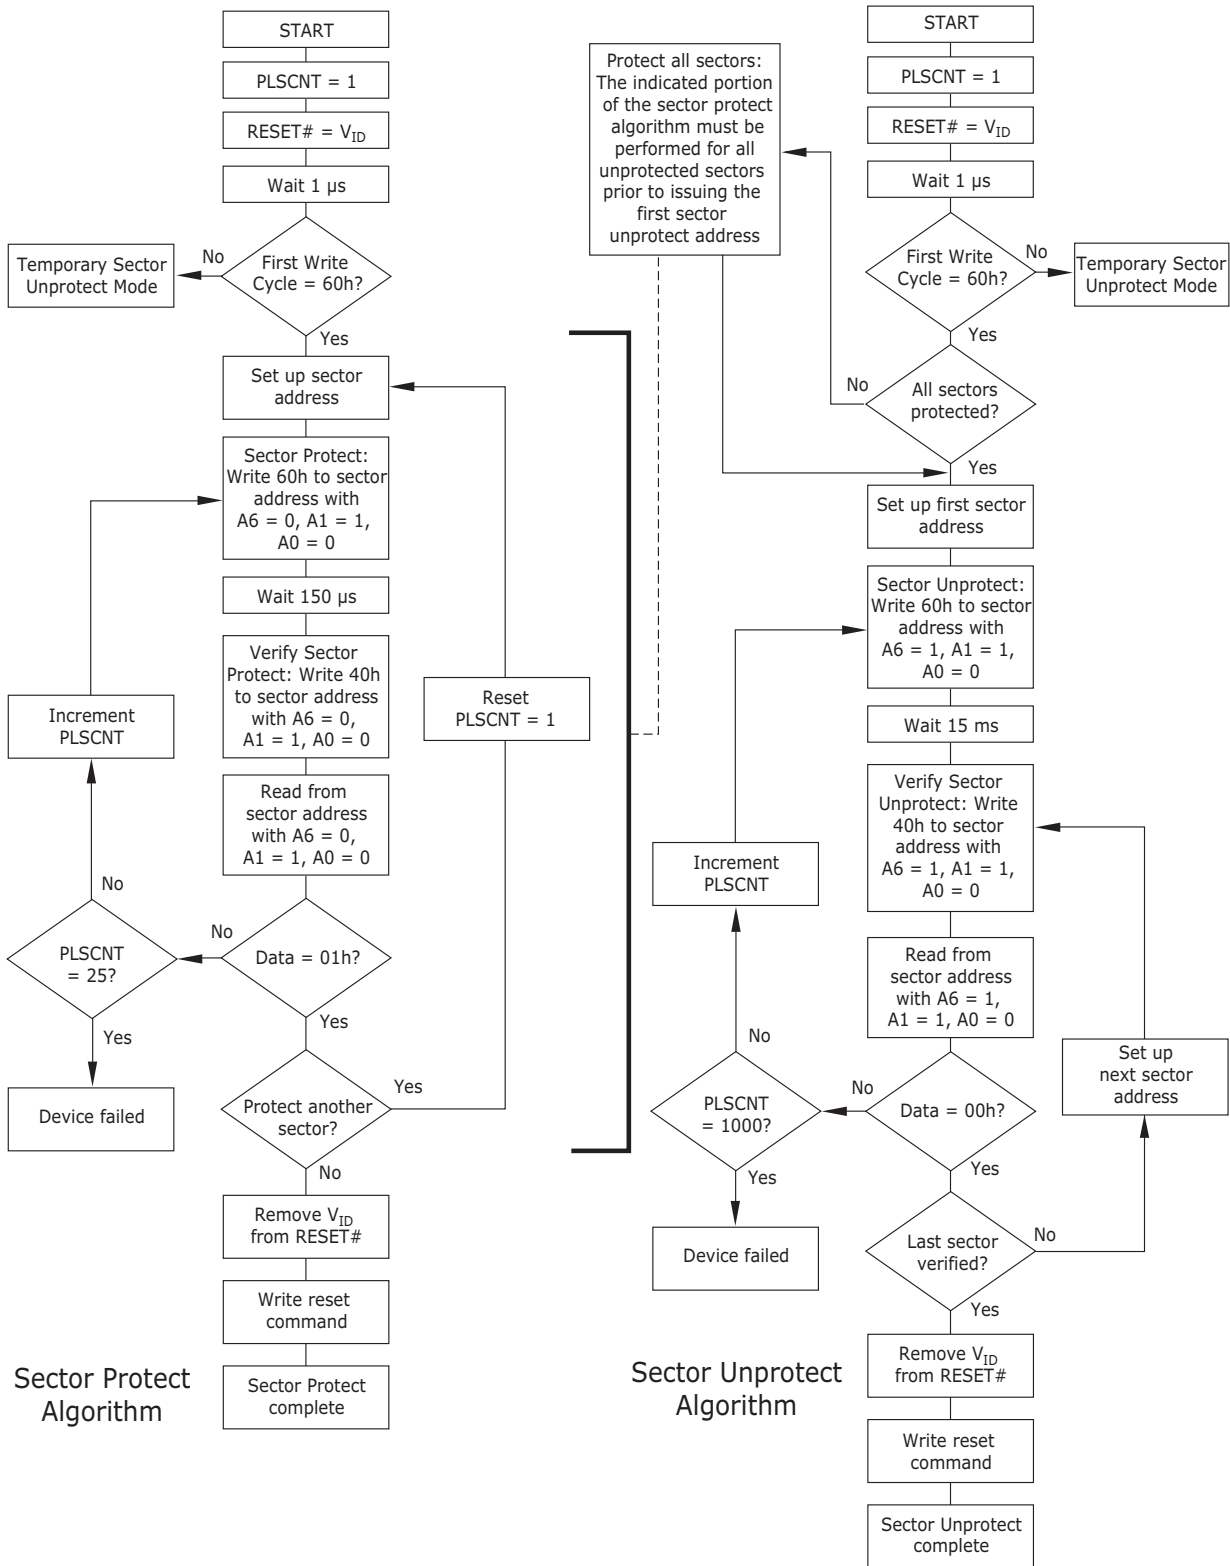 START
PLSCNT = 1
RESET# = V_ID
Wait 1 µs
First Write
Cycle = 60h?
No
Temporary Sector
Unprotect Mode
Yes
Set up sector
address
Sector Protect:
Write 60h to sector
address with
A6 = 0, A1 = 1,
A0 = 0
Wait 150 µs
Verify Sector
Protect: Write 40h
to sector address
with A6 = 0,
A1 = 1, A0 = 0
Reset
PLSCNT = 1
Increment
PLSCNT
Read from
sector address
with A6 = 0,
A1 = 1, A0 = 0
No
PLSCNT
= 25?
No
Data = 01h?
Yes
Yes
Device failed
Protect another
sector?
Yes
No
Remove V_ID
from RESET#
Write reset
command
Sector Protect
complete
Sector Protect
Algorithm
Protect all sectors:
The indicated portion
of the sector protect
algorithm must be
performed for all
unprotected sectors
prior to issuing the
first sector
unprotect address
START
PLSCNT = 1
RESET# = V_ID
Wait 1 µs
First Write
Cycle = 60h?
No
Temporary Sector
Unprotect Mode
Yes
No
All sectors
protected?
Yes
Set up first sector
address
Sector Unprotect:
Write 60h to sector
address with
A6 = 1, A1 = 1,
A0 = 0
Wait 15 ms
Verify Sector
Unprotect: Write
40h to sector
address with
A6 = 1, A1 = 1,
A0 = 0
Increment
PLSCNT
Read from
sector address
with A6 = 1,
A1 = 1, A0 = 0
No
Set up
next sector
address
PLSCNT
= 1000?
No
Data = 00h?
Yes
Yes
Device failed
Last sector
verified?
No
Yes
Remove V_ID
from RESET#
Write reset
command
Sector Unprotect
complete
Sector Unprotect
Algorithm